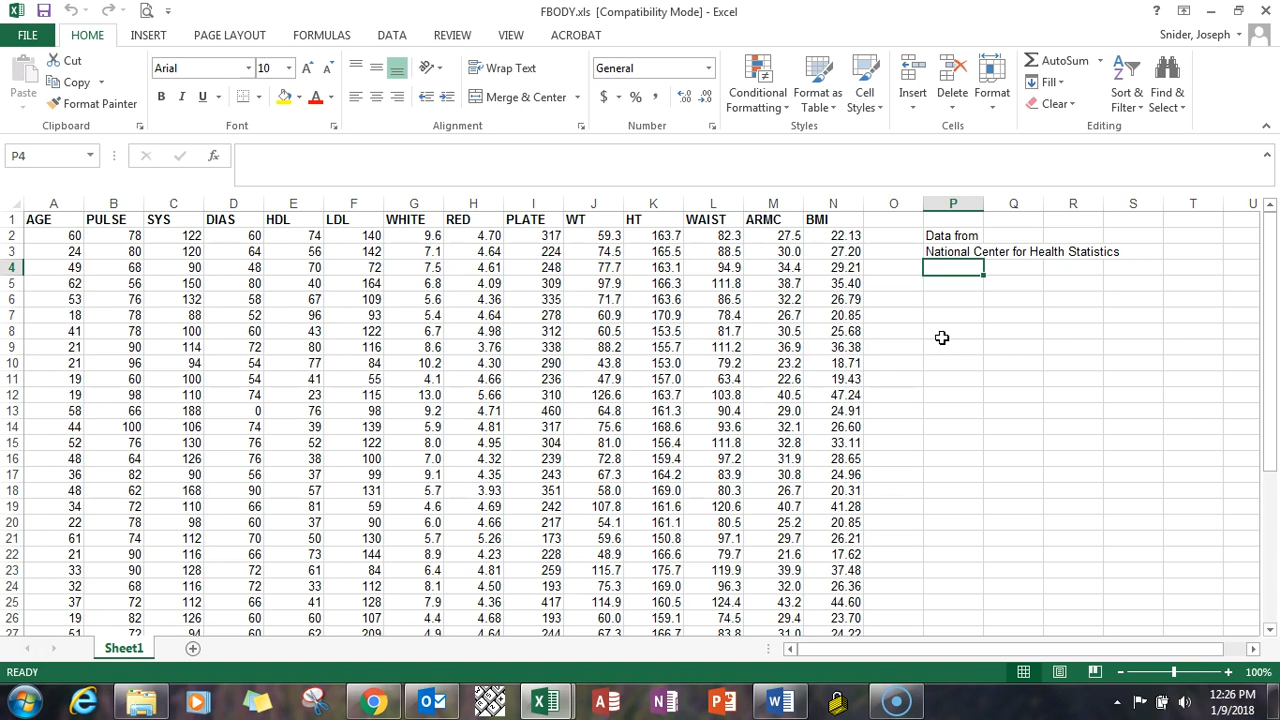 FBODY.xls [Compatibility Mode] - Excel
FILE HOME INSERT PAGE LAYOUT FORMULAS DATA REVIEW VIEW ACROBAT Snider, Joseph
Paste Cut Copy Format Painter
Clipboard
Arial 10 B I U A A A
Font
Wrap Text Merge & Center
Alignment
General $ % ,
Number
Conditional Formatting Format as Table Cell Styles
Styles
Insert Delete Format
Cells
AutoSum Fill Clear Sort & Filter Find & Select
Editing
P4 fx
A B C D E F G H I J K L M N O P Q R S T U
1 AGE PULSE SYS DIAS HDL LDL WHITE RED PLATE WT HT WAIST ARMC BMI
2 60 78 122 60 74 140 9.6 4.70 317 59.3 163.7 82.3 27.5 22.13 Data from
3 24 80 120 64 56 142 7.1 4.61 224 74.5 165.5 88.5 30.0 27.20 National Center for Health Statistics
4 49 68 90 48 70 72 7.5 4.61 248 77.7 163.1 94.9 34.4 29.21
5 62 56 150 80 40 164 6.8 4.09 309 97.9 166.3 111.8 38.7 35.40
6 53 76 132 58 67 109 5.6 4.36 335 71.7 163.6 86.5 32.2 26.79
7 18 78 88 52 96 93 5.4 4.64 278 60.9 170.9 78.4 26.7 20.85
8 41 78 100 60 43 122 6.7 4.98 312 60.5 153.5 81.7 30.5 25.68
9 21 90 114 72 80 116 8.6 3.76 338 88.2 155.7 111.2 36.9 36.38
10 21 96 94 54 77 84 10.2 4.30 290 43.8 153.0 79.2 23.2 18.71
11 19 60 100 54 41 55 4.1 4.66 236 47.9 157.0 63.4 22.6 19.43
12 19 98 110 74 23 115 13.0 5.66 310 126.6 163.7 103.8 40.5 47.24
13 58 66 188 0 76 98 9.2 4.71 460 64.8 161.3 90.4 29.0 24.91
14 44 100 106 74 39 139 5.9 4.81 317 75.6 168.6 93.6 32.1 26.60
15 52 76 130 76 52 122 8.0 4.95 304 81.0 156.4 111.8 32.8 33.11
16 48 64 126 76 38 100 7.0 4.32 239 72.8 159.4 97.2 31.9 28.65
17 36 82 90 56 37 99 9.1 4.35 243 67.3 164.2 83.9 30.8 24.96
18 48 62 168 90 57 131 5.7 3.93 351 58.0 169.0 80.3 26.7 20.31
19 34 72 110 66 81 59 4.6 4.69 242 107.8 161.6 120.6 40.7 41.28
20 22 78 98 60 37 90 6.0 4.66 217 54.1 161.1 80.5 25.2 20.85
21 61 74 112 70 50 130 5.7 5.26 173 59.6 150.8 97.1 29.7 26.21
22 21 90 116 66 73 144 8.9 4.23 228 48.9 166.6 79.7 21.6 17.62
23 33 90 128 72 61 84 6.4 4.81 259 115.7 175.7 119.9 39.9 37.48
24 32 68 116 72 33 112 8.1 4.50 193 75.3 169.0 96.3 32.0 26.36
25 37 72 112 66 41 128 7.9 4.36 417 114.9 160.5 124.4 43.2 44.60
26 19 82 126 60 60 107 4.4 4.68 193 60.0 159.1 74.5 29.4 23.70
27 51 72 94 60 62 209 4.9 4.64 244 67.3 166.7 83.8 31.0 24.22
Sheet1
READY 100%
12:26 PM
1/9/2018